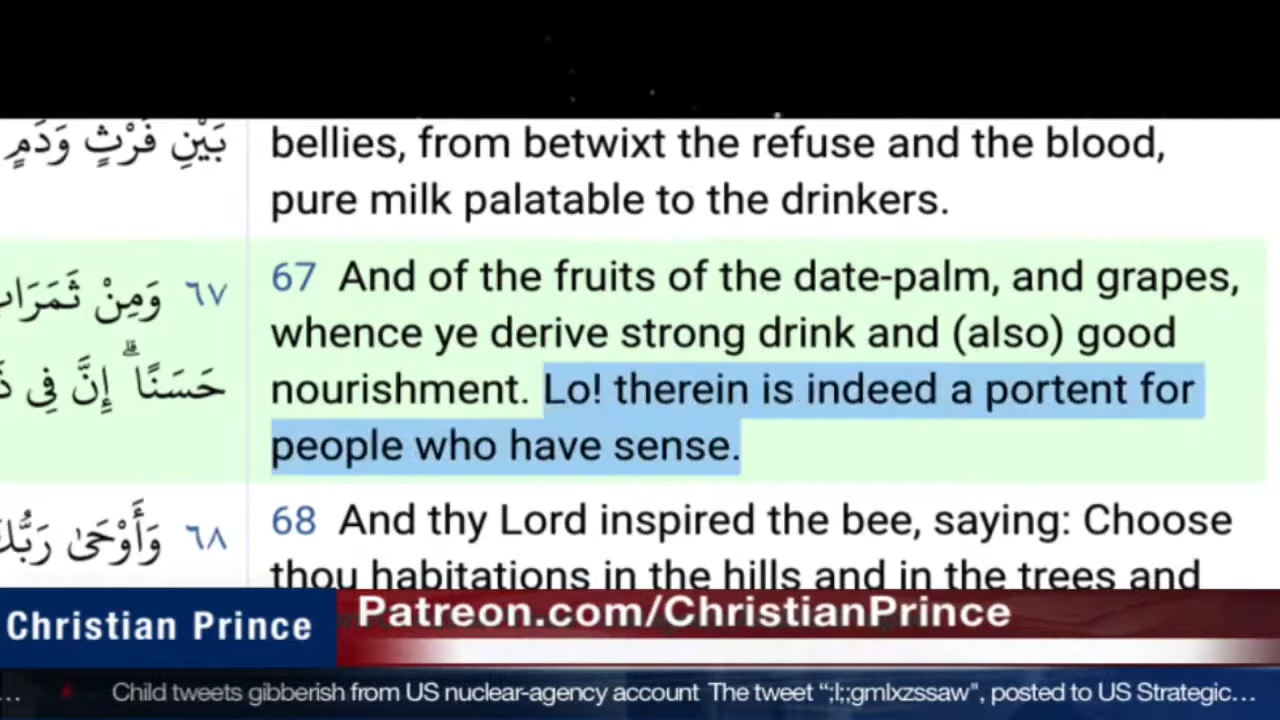 بَيْنِ فَرْثٍ وَدَمٍ
bellies, from betwixt the refuse and the blood,
pure milk palatable to the drinkers.
٦٧ وَمِنْ ثَمَرَاتِ
حَسَنًا ۗ إِنَّ فِي
67 And of the fruits of the date-palm, and grapes,
whence ye derive strong drink and (also) good
nourishment. Lo! therein is indeed a portent for
people who have sense.
٦٨ وَأَوْحَىٰ رَبُّكَ
68 And thy Lord inspired the bee, saying: Choose
thou habitations in the hills and in the trees and
Christian Prince
Patreon.com/ChristianPrince
... Child tweets gibberish from US nuclear-agency account The tweet “;l;;gmlxzssaw", posted to US Strategic...